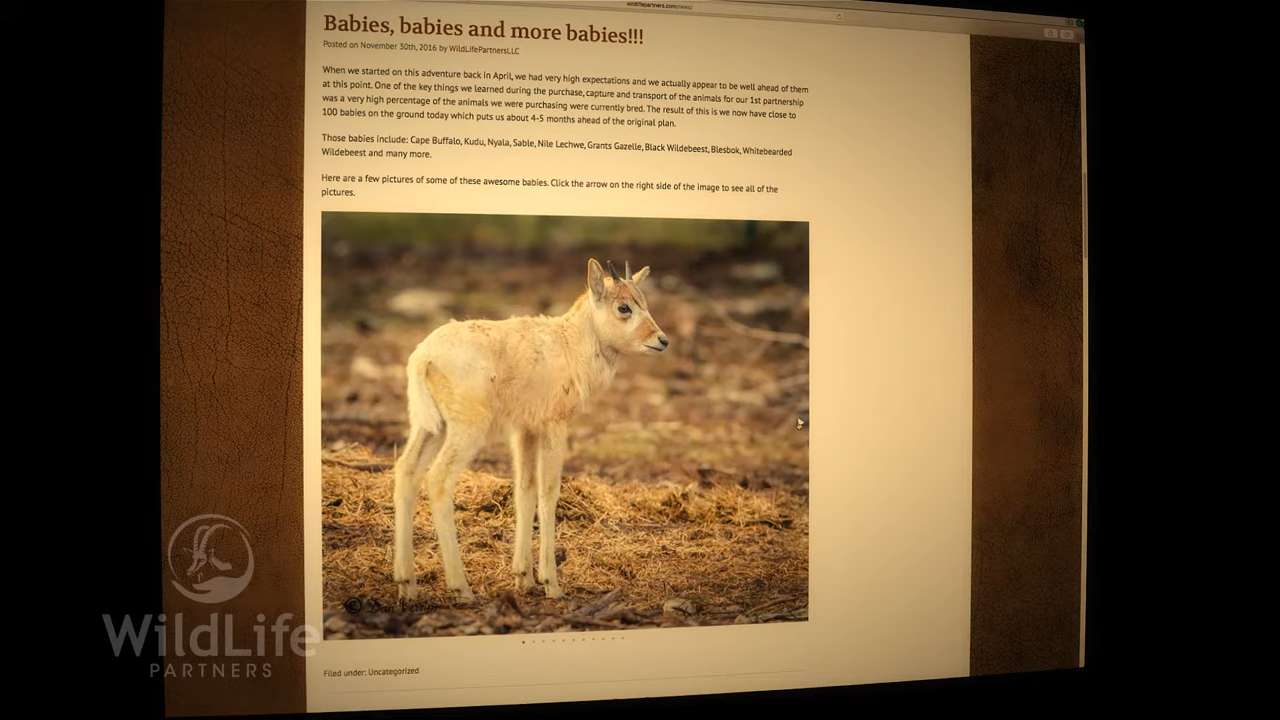 wildlifepartners.com/news/
Babies, babies and more babies!!!
Posted on November 30th, 2016 by WildLifePartnersLLC
When we started on this adventure back in April, we had very high expectations and we actually appear to be well ahead of them
at this point. One of the key things we learned during the purchase, capture and transport of the animals for our 1st partnership
was a very high percentage of the animals we were purchasing were currently bred. The result of this is we now have close to
100 babies on the ground today which puts us about 4-5 months ahead of the original plan.
Those babies include: Cape Buffalo, Kudu, Nyala, Sable, Nile Lechwe, Grants Gazelle, Black Wildebeest, Blesbok, Whitebearded
Wildebeest and many more.
Here are a few pictures of some of these awesome babies. Click the arrow on the right side of the image to see all of the
pictures.
©
WildLife
PARTNERS
Filed under: Uncategorized